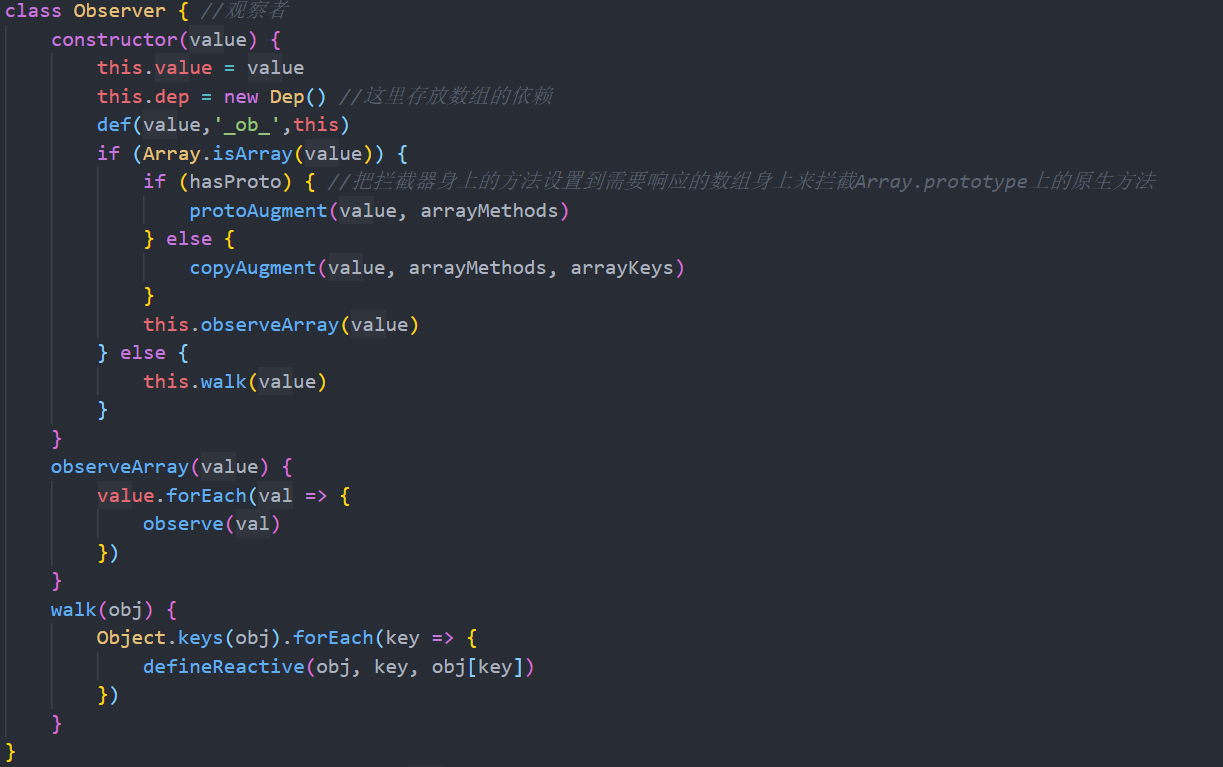 class Observer { //观察者
    constructor(value) {
        this.value = value
        this.dep = new Dep() //这里存放数组的依赖
        def(value,'_ob_',this)
        if (Array.isArray(value)) {
            if (hasProto) { //把拦截器身上的方法设置到需要响应的数组身上来拦截Array.prototype上的原生方法
                protoAugment(value, arrayMethods)
            } else {
                copyAugment(value, arrayMethods, arrayKeys)
            }
            this.observeArray(value)
        } else {
            this.walk(value)
        }
    }
    observeArray(value) {
        value.forEach(val => {
            observe(val)
        })
    }
    walk(obj) {
        Object.keys(obj).forEach(key => {
            defineReactive(obj, key, obj[key])
        })
    }
}